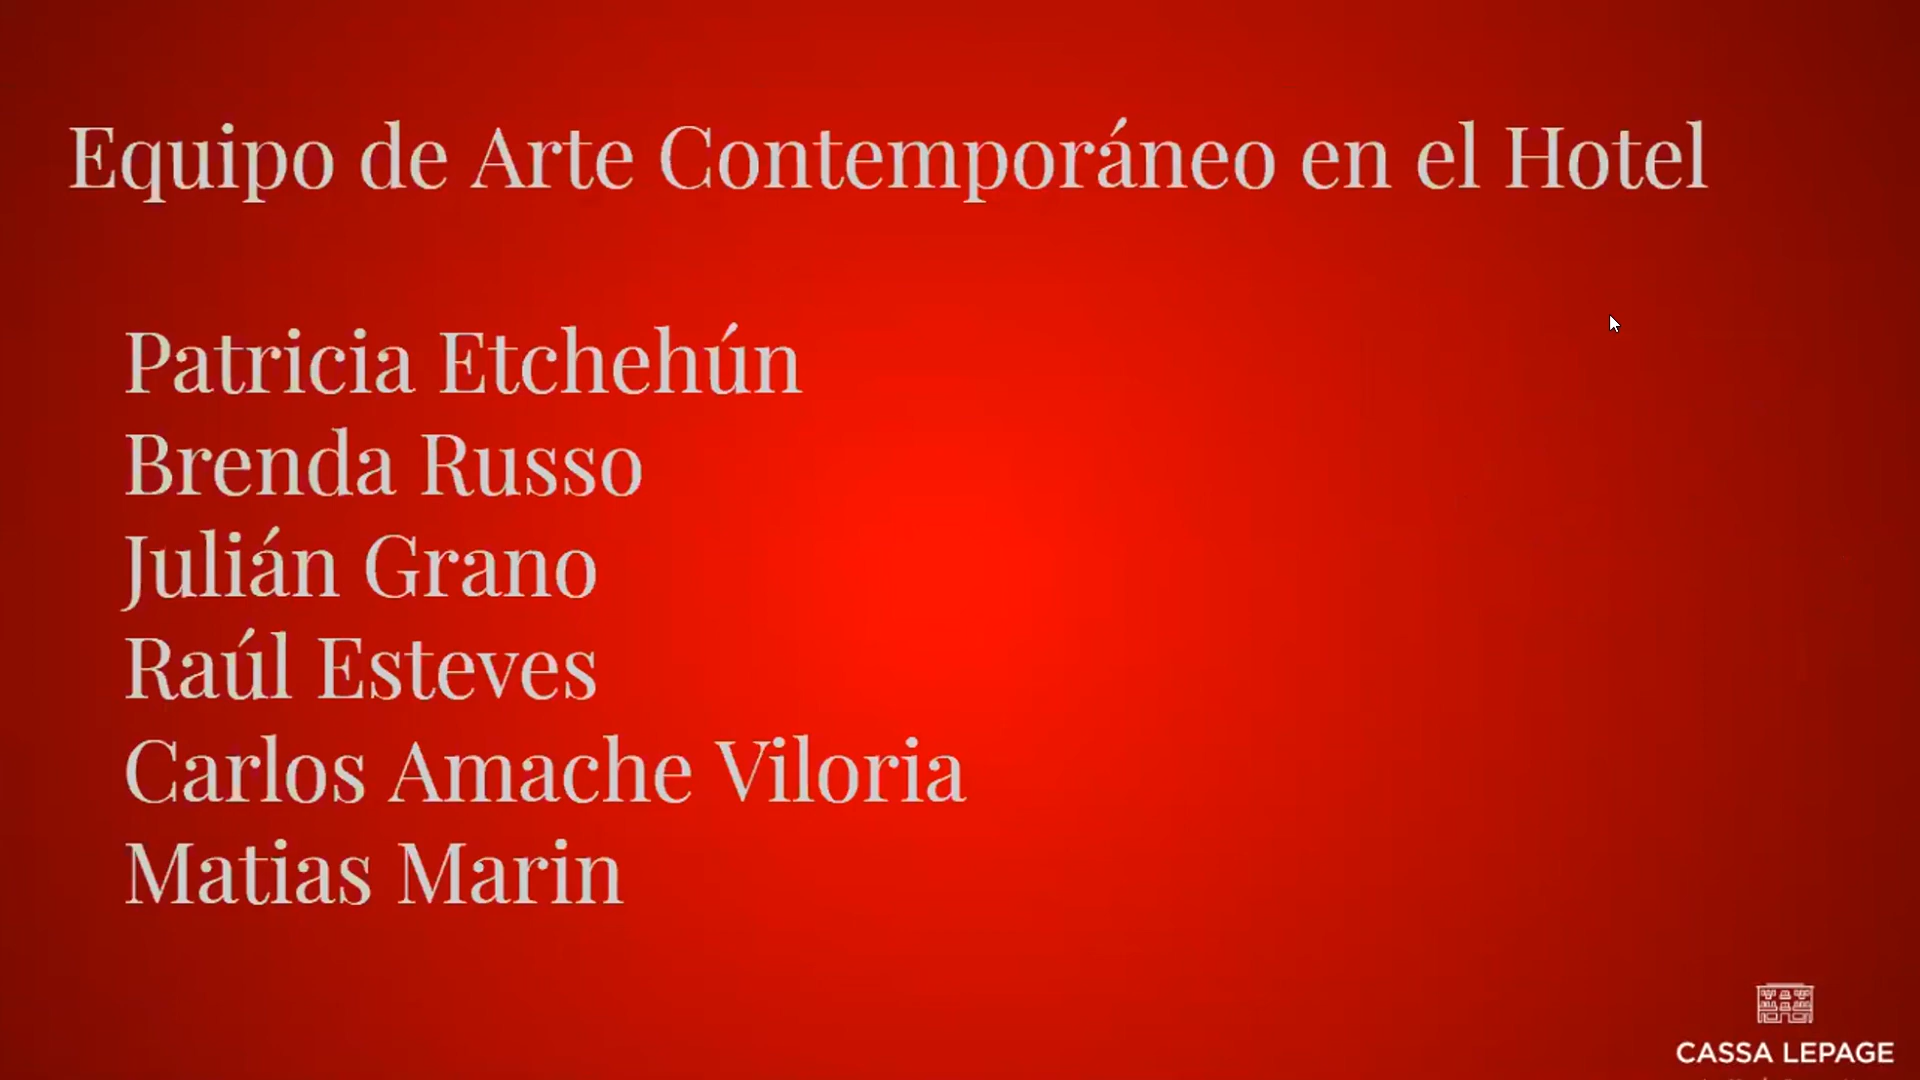 Equipo de Arte Contemporáneo en el Hotel
Patricia Etchehún
Brenda Russo
Julián Grano
Raúl Esteves
Carlos Amache Viloria
Matias Marin
CASSA LEPAGE